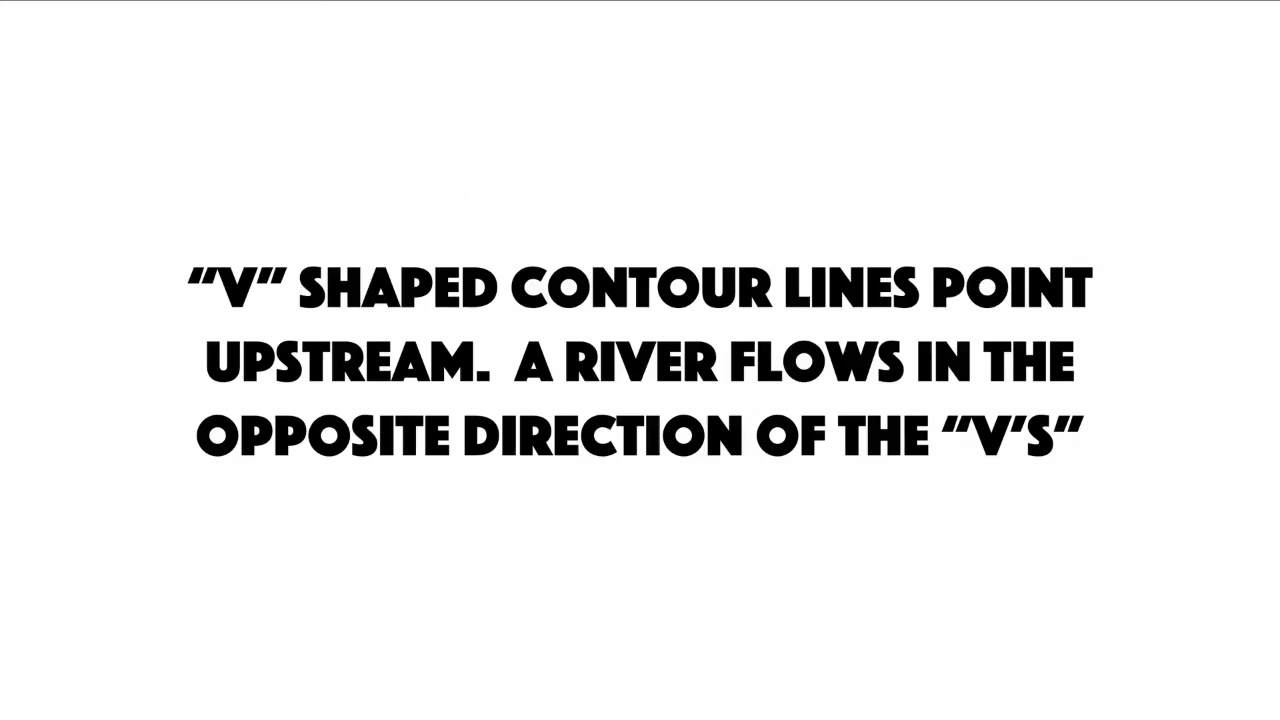 “V” SHAPED CONTOUR LINES POINT
UPSTREAM.  A RIVER FLOWS IN THE
OPPOSITE DIRECTION OF THE “V’S”